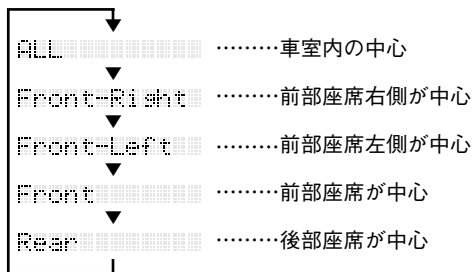 ALL ………車室内の中心
Front-Right ………前部座席右側が中心
Front-Left ………前部座席左側が中心
Front ………前部座席が中心
Rear ………後部座席が中心